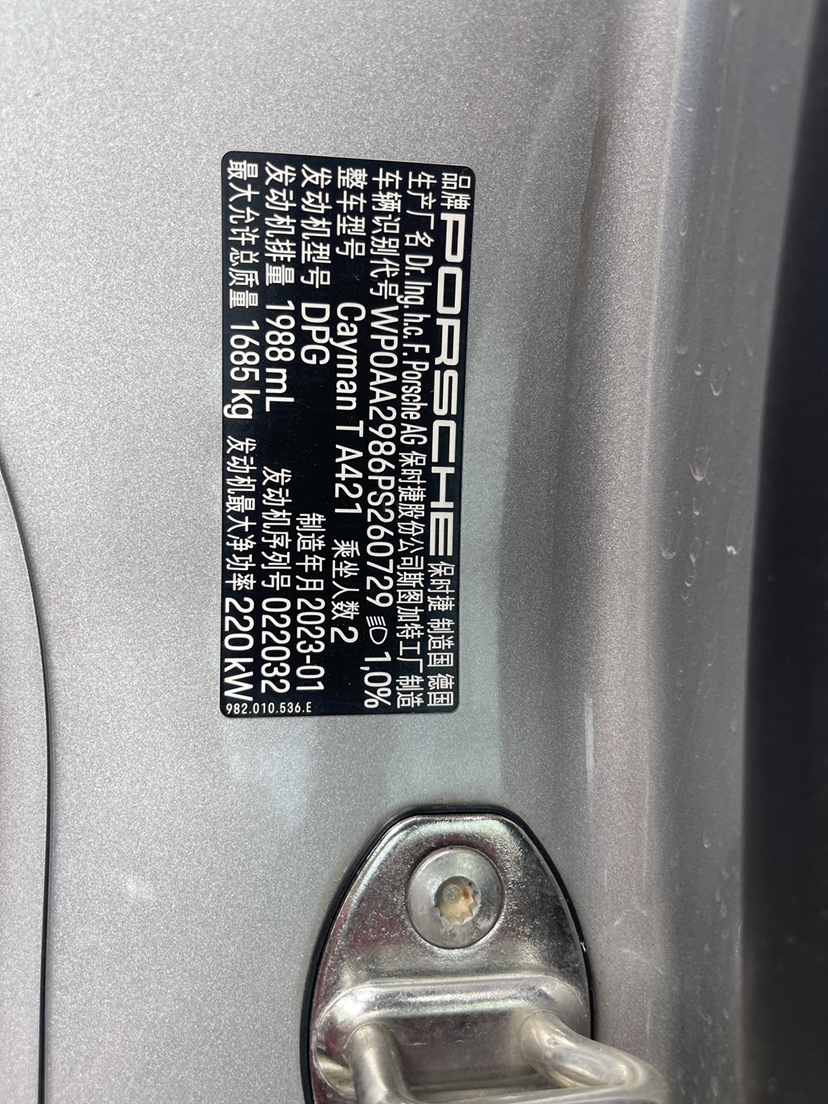 品牌 PORSCHE 保时捷 制造国 德国
生产厂名 Dr. Ing. h.c. F. Porsche AG 保时捷股份公司斯图加特工厂制造
车辆识别代号 WP0AA2986PS260729 1,0%
整车型号 Cayman T A421 乘坐人数 2
发动机型号 DPG 制造年月 2023-01
发动机排量 1988 mL 发动机序列号 022032
最大允许总质量 1685 kg 发动机最大净功率 220 kW
982.010.536.E